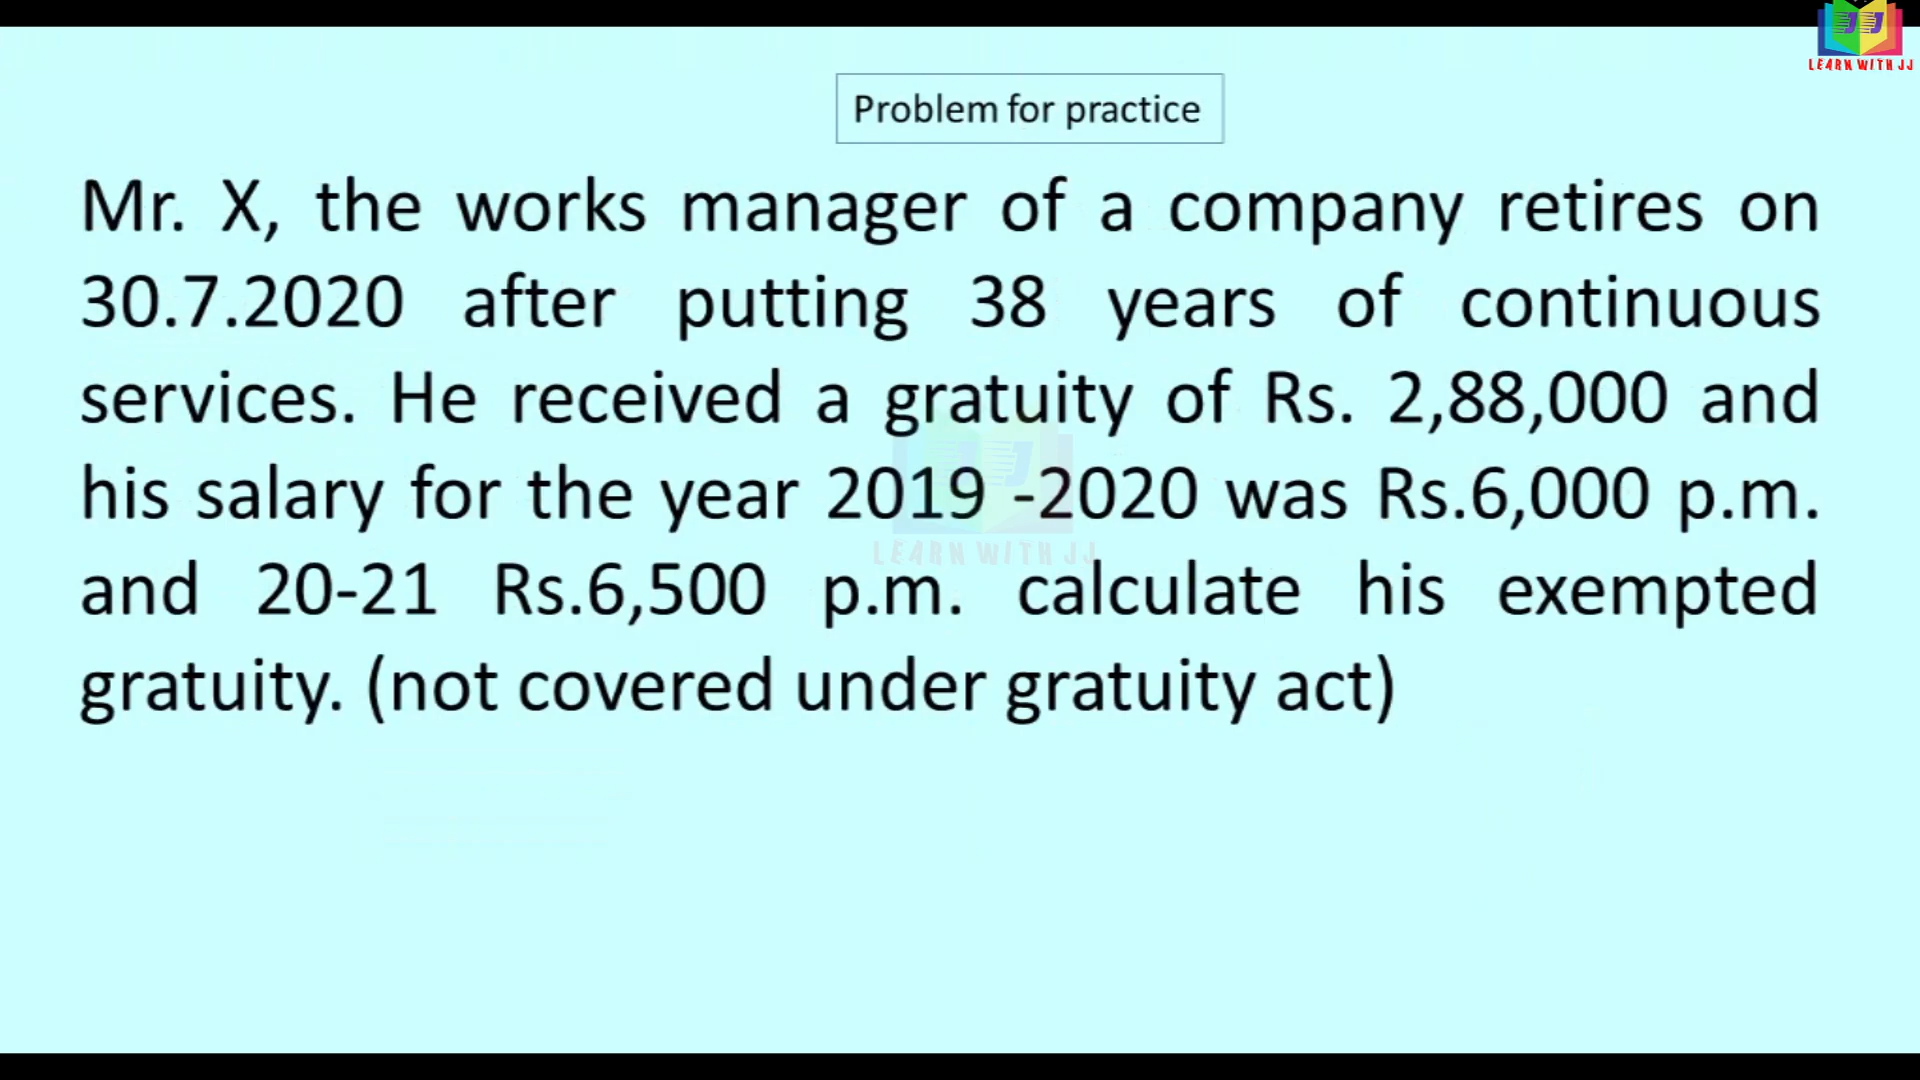 LEARN WITH JJ
Problem for practice
Mr. X, the works manager of a company retires on
30.7.2020 after putting 38 years of continuous
services. He received a gratuity of Rs. 2,88,000 and
his salary for the year 2019 -2020 was Rs.6,000 p.m.
and 20-21 Rs.6,500 p.m. calculate his exempted
gratuity. (not covered under gratuity act)
LEARN WITH JJ